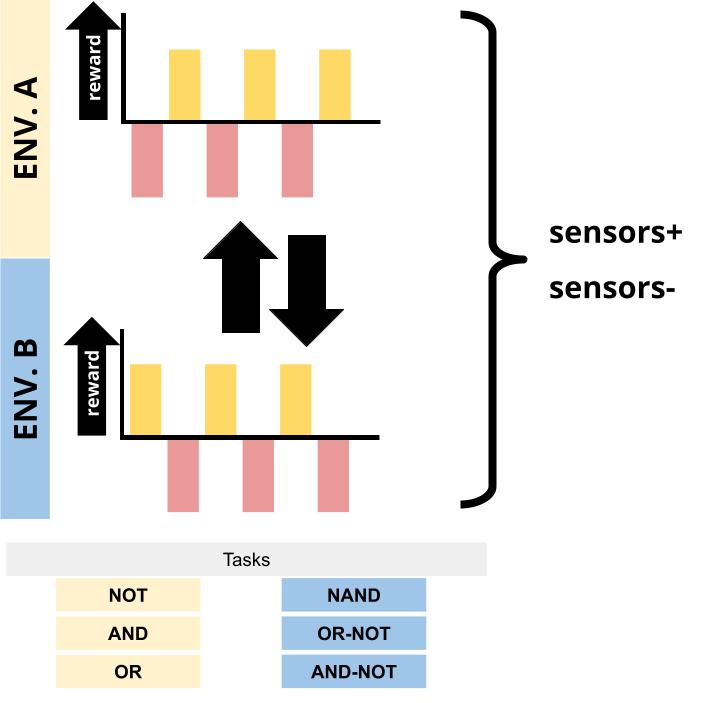 ENV. A
reward
sensors+
sensors-
ENV. B
reward
Tasks
NOT
NAND
AND
OR-NOT
OR
AND-NOT